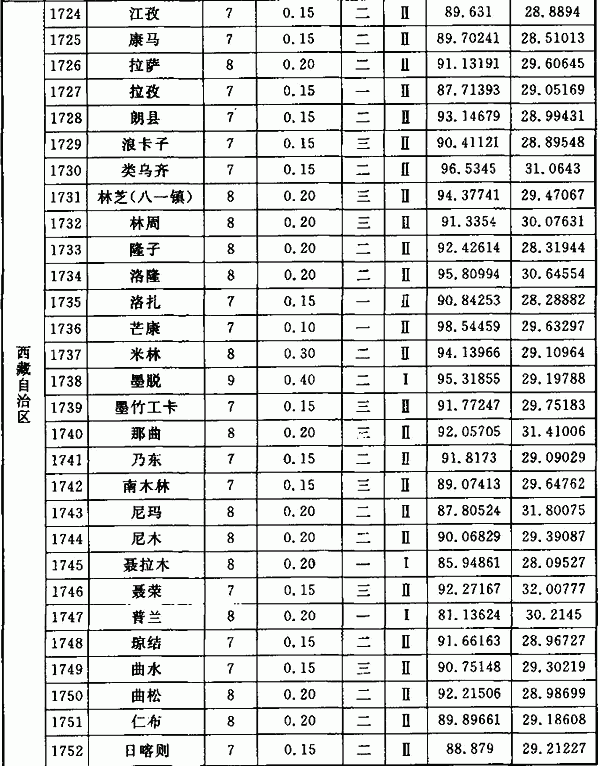 西藏自治区
1724 江孜 7 0.15 二 Ⅱ 89.631 28.8894
1725 康马 7 0.15 二 Ⅱ 89.70241 28.51013
1726 拉萨 8 0.20 二 Ⅱ 91.13191 29.60645
1727 拉孜 7 0.15 一 Ⅱ 87.71393 29.05169
1728 朗县 7 0.15 二 Ⅱ 93.14679 28.99431
1729 浪卡子 7 0.15 三 Ⅱ 90.41121 28.89548
1730 类乌齐 7 0.15 二 Ⅱ 96.5345 31.0643
1731 林芝(八一镇) 8 0.20 三 Ⅱ 94.37741 29.47067
1732 林周 8 0.20 三 Ⅱ 91.3354 30.07631
1733 隆子 8 0.20 二 Ⅱ 92.42614 28.31944
1734 洛隆 8 0.20 二 Ⅱ 95.80994 30.64554
1735 洛扎 7 0.15 一 Ⅱ 90.84253 28.28882
1736 芒康 7 0.10 一 Ⅱ 98.54459 29.63297
1737 米林 8 0.30 二 Ⅱ 94.13966 29.10964
1738 墨脱 9 0.40 二 Ⅰ 95.31855 29.19788
1739 墨竹工卡 7 0.15 三 Ⅱ 91.77247 29.75183
1740 那曲 8 0.20 三 Ⅱ 92.05705 31.41006
1741 乃东 7 0.15 二 Ⅱ 91.8173 29.09029
1742 南木林 7 0.15 三 Ⅱ 89.07413 29.64762
1743 尼玛 8 0.20 二 Ⅱ 87.80524 31.80075
1744 尼木 8 0.20 二 Ⅱ 90.06829 29.39087
1745 聂拉木 8 0.20 一 Ⅰ 85.94861 28.09527
1746 聂荣 7 0.15 三 Ⅱ 92.27167 32.00777
1747 普兰 8 0.20 一 Ⅰ 81.13624 30.2145
1748 琼结 7 0.15 二 Ⅱ 91.66163 28.96727
1749 曲水 7 0.15 三 Ⅱ 90.75148 29.30219
1750 曲松 8 0.20 二 Ⅱ 92.21506 28.98699
1751 仁布 8 0.20 二 Ⅱ 89.89661 29.18608
1752 日喀则 7 0.15 二 Ⅱ 88.879 29.21227